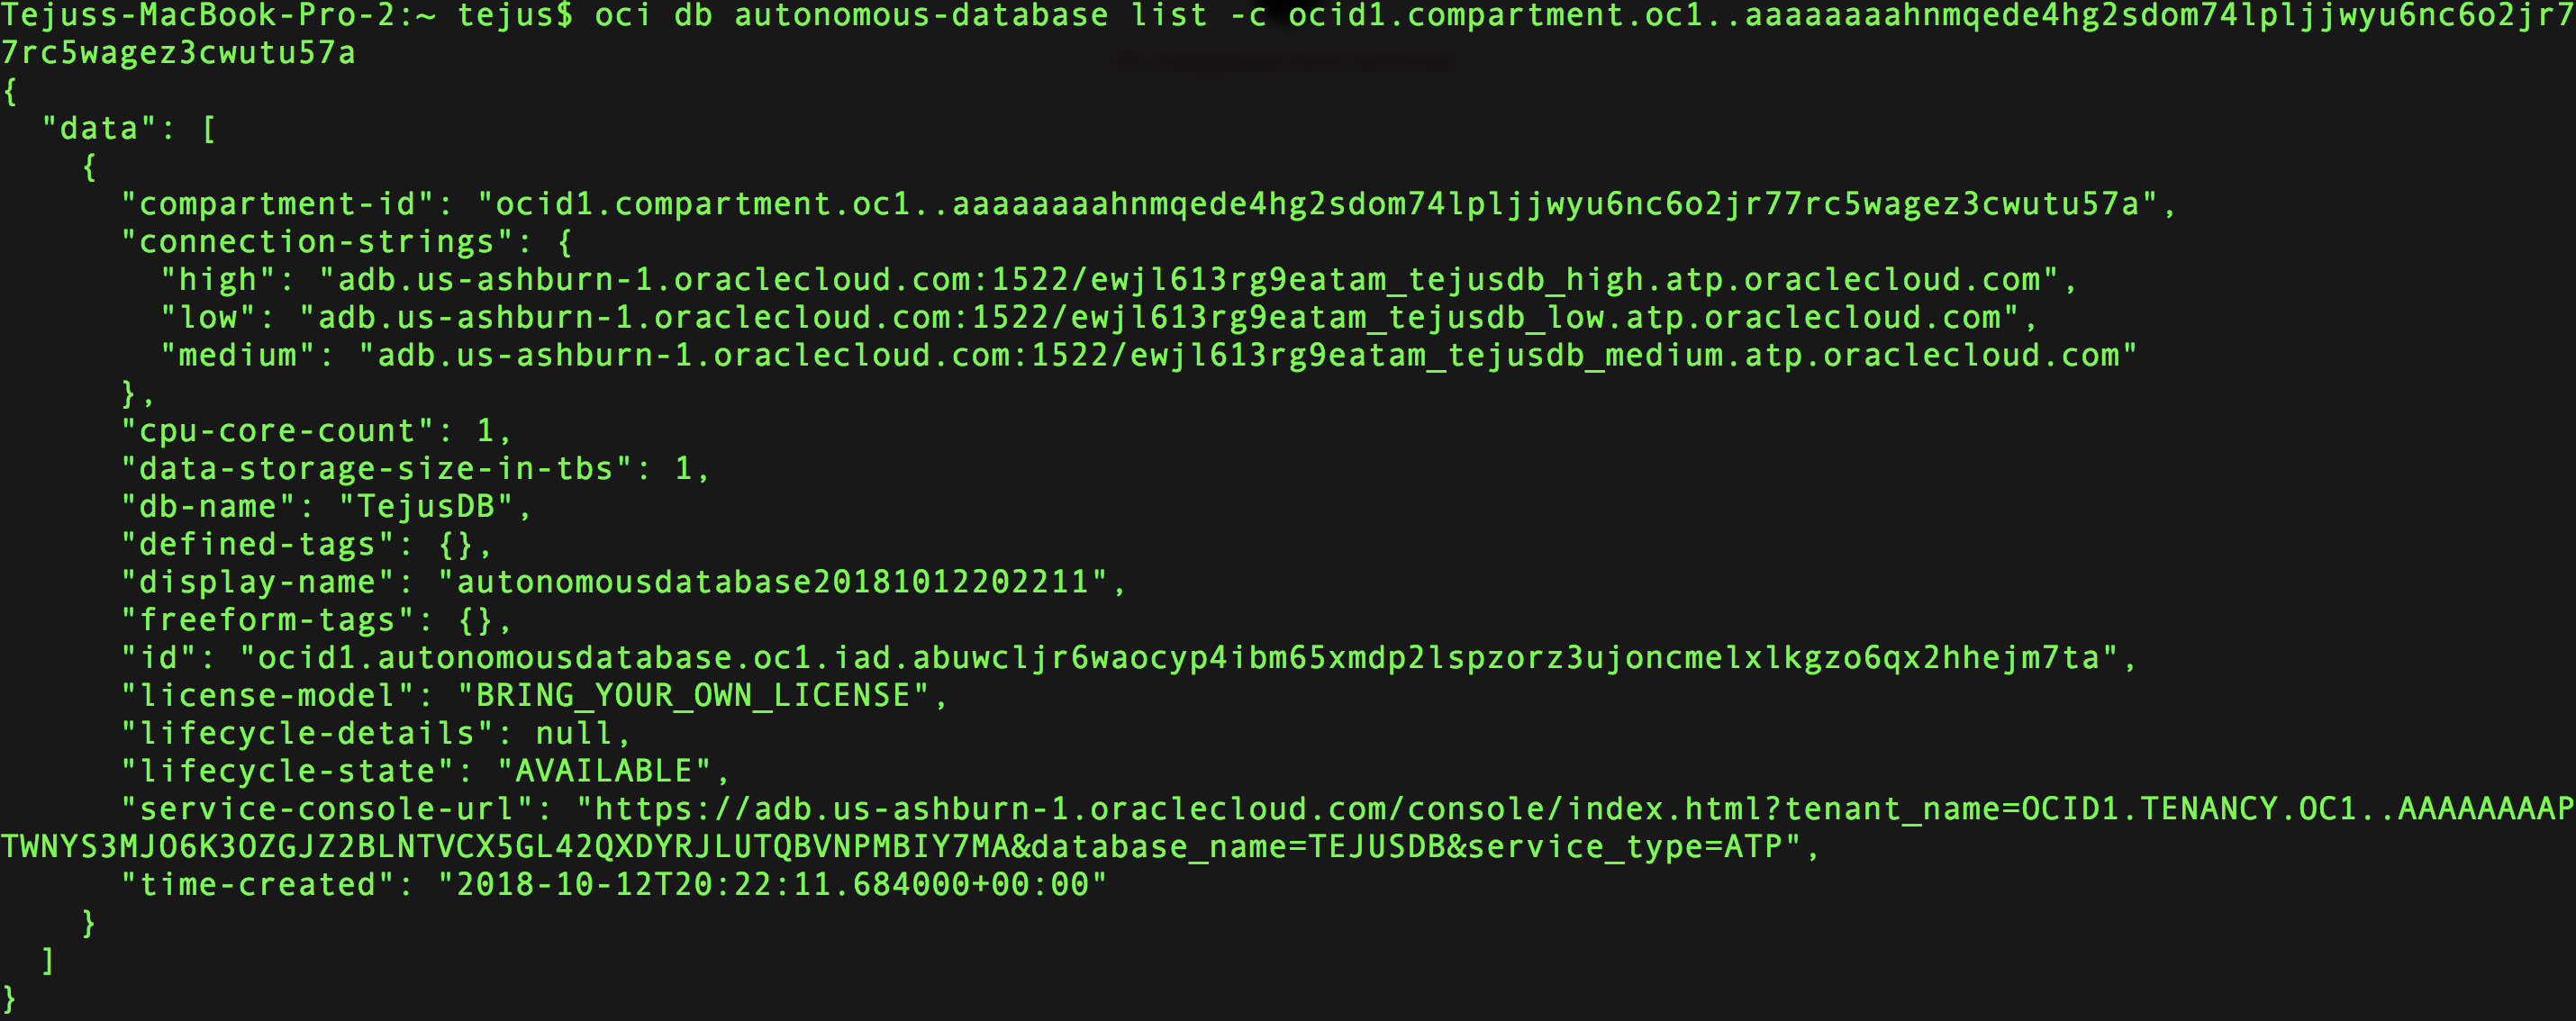 Tejuss-MacBook-Pro-2:~ tejus$ oci db autonomous-database list -c ocid1.compartment.oc1..aaaaaaaahnmqede4hg2sdom74lpljjwyu6nc6o2jr7
7rc5wagez3cwutu57a
{
  "data": [
    {
      "compartment-id": "ocid1.compartment.oc1..aaaaaaaahnmqede4hg2sdom74lpljjwyu6nc6o2jr77rc5wagez3cwutu57a",
      "connection-strings": {
        "high": "adb.us-ashburn-1.oraclecloud.com:1522/ewjl613rg9eatam_tejusdb_high.atp.oraclecloud.com",
        "low": "adb.us-ashburn-1.oraclecloud.com:1522/ewjl613rg9eatam_tejusdb_low.atp.oraclecloud.com",
        "medium": "adb.us-ashburn-1.oraclecloud.com:1522/ewjl613rg9eatam_tejusdb_medium.atp.oraclecloud.com"
      },
      "cpu-core-count": 1,
      "data-storage-size-in-tbs": 1,
      "db-name": "TejusDB",
      "defined-tags": {},
      "display-name": "autonomousdatabase20181012202211",
      "freeform-tags": {},
      "id": "ocid1.autonomousdatabase.oc1.iad.abuwcljr6waocyp4ibm65xmdp2lspzorz3ujoncmelxlkgzo6qx2hhejm7ta",
      "license-model": "BRING_YOUR_OWN_LICENSE",
      "lifecycle-details": null,
      "lifecycle-state": "AVAILABLE",
      "service-console-url": "https://adb.us-ashburn-1.oraclecloud.com/console/index.html?tenant_name=OCID1.TENANCY.OC1..AAAAAAAAP
TWNYS3MJO6K3OZGJZ2BLNTVCX5GL42QXDYRJLUTQBVNPMBIY7MA&database_name=TEJUSDB&service_type=ATP",
      "time-created": "2018-10-12T20:22:11.684000+00:00"
    }
  ]
}